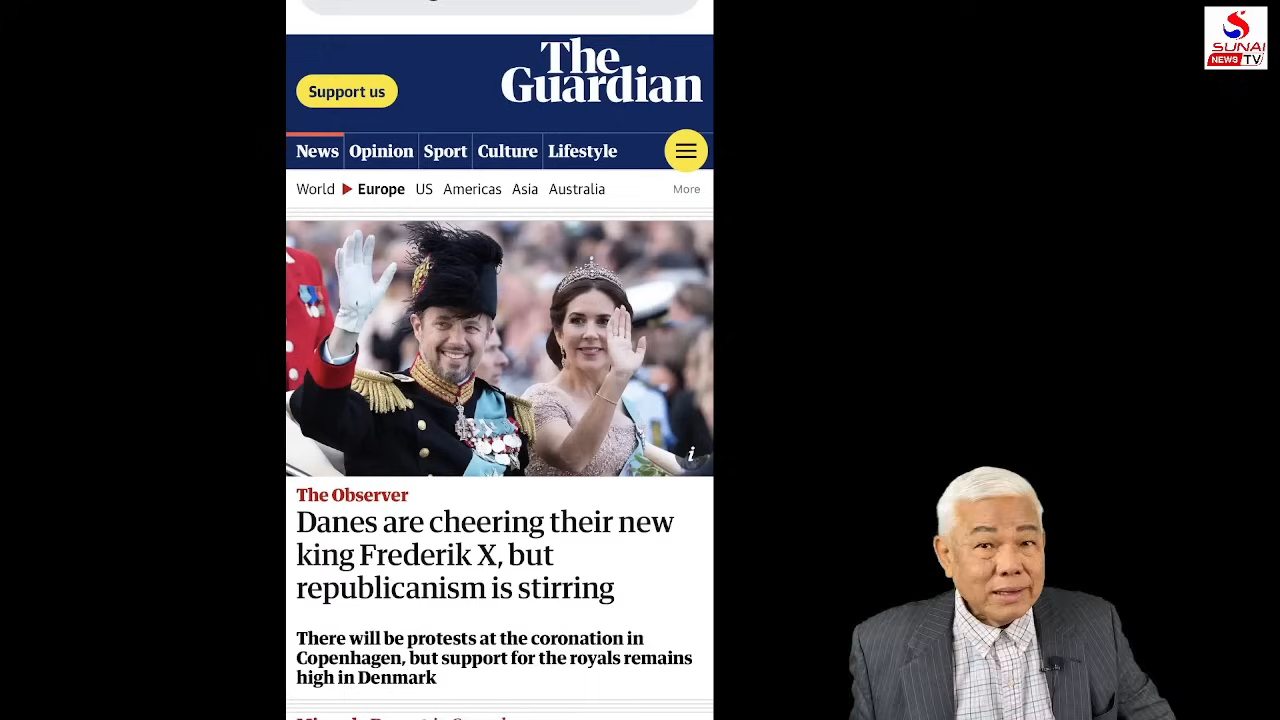 SUNAI
NEWS TV
The
Guardian
Support us
News Opinion Sport Culture Lifestyle
World Europe US Americas Asia Australia More
i
The Observer
Danes are cheering their new
king Frederik X, but
republicanism is stirring
There will be protests at the coronation in
Copenhagen, but support for the royals remains
high in Denmark